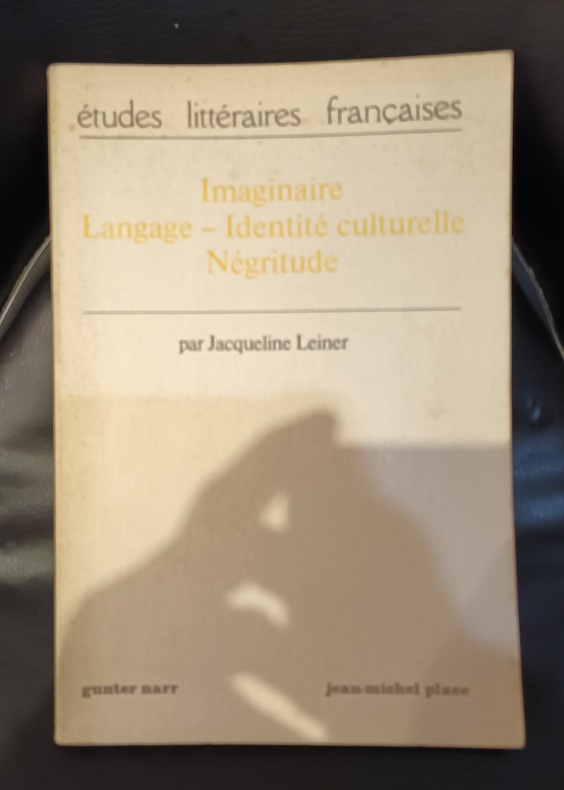 études littéraires françaises
Imaginaire
Langage – Identité culturelle
Négritude
par Jacqueline Leiner
gunter narr jean-michel place